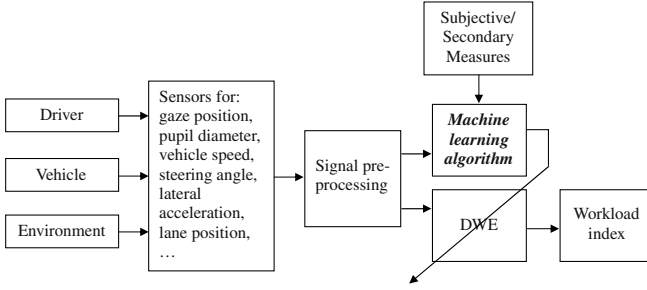 Subjective/
Secondary
Measures
Driver
Vehicle
Environment
Sensors for:
gaze position,
pupil diameter,
vehicle speed,
steering angle,
lateral
acceleration,
lane position,
…
Signal pre-
processing
Machine
learning
algorithm
DWE
Workload
index